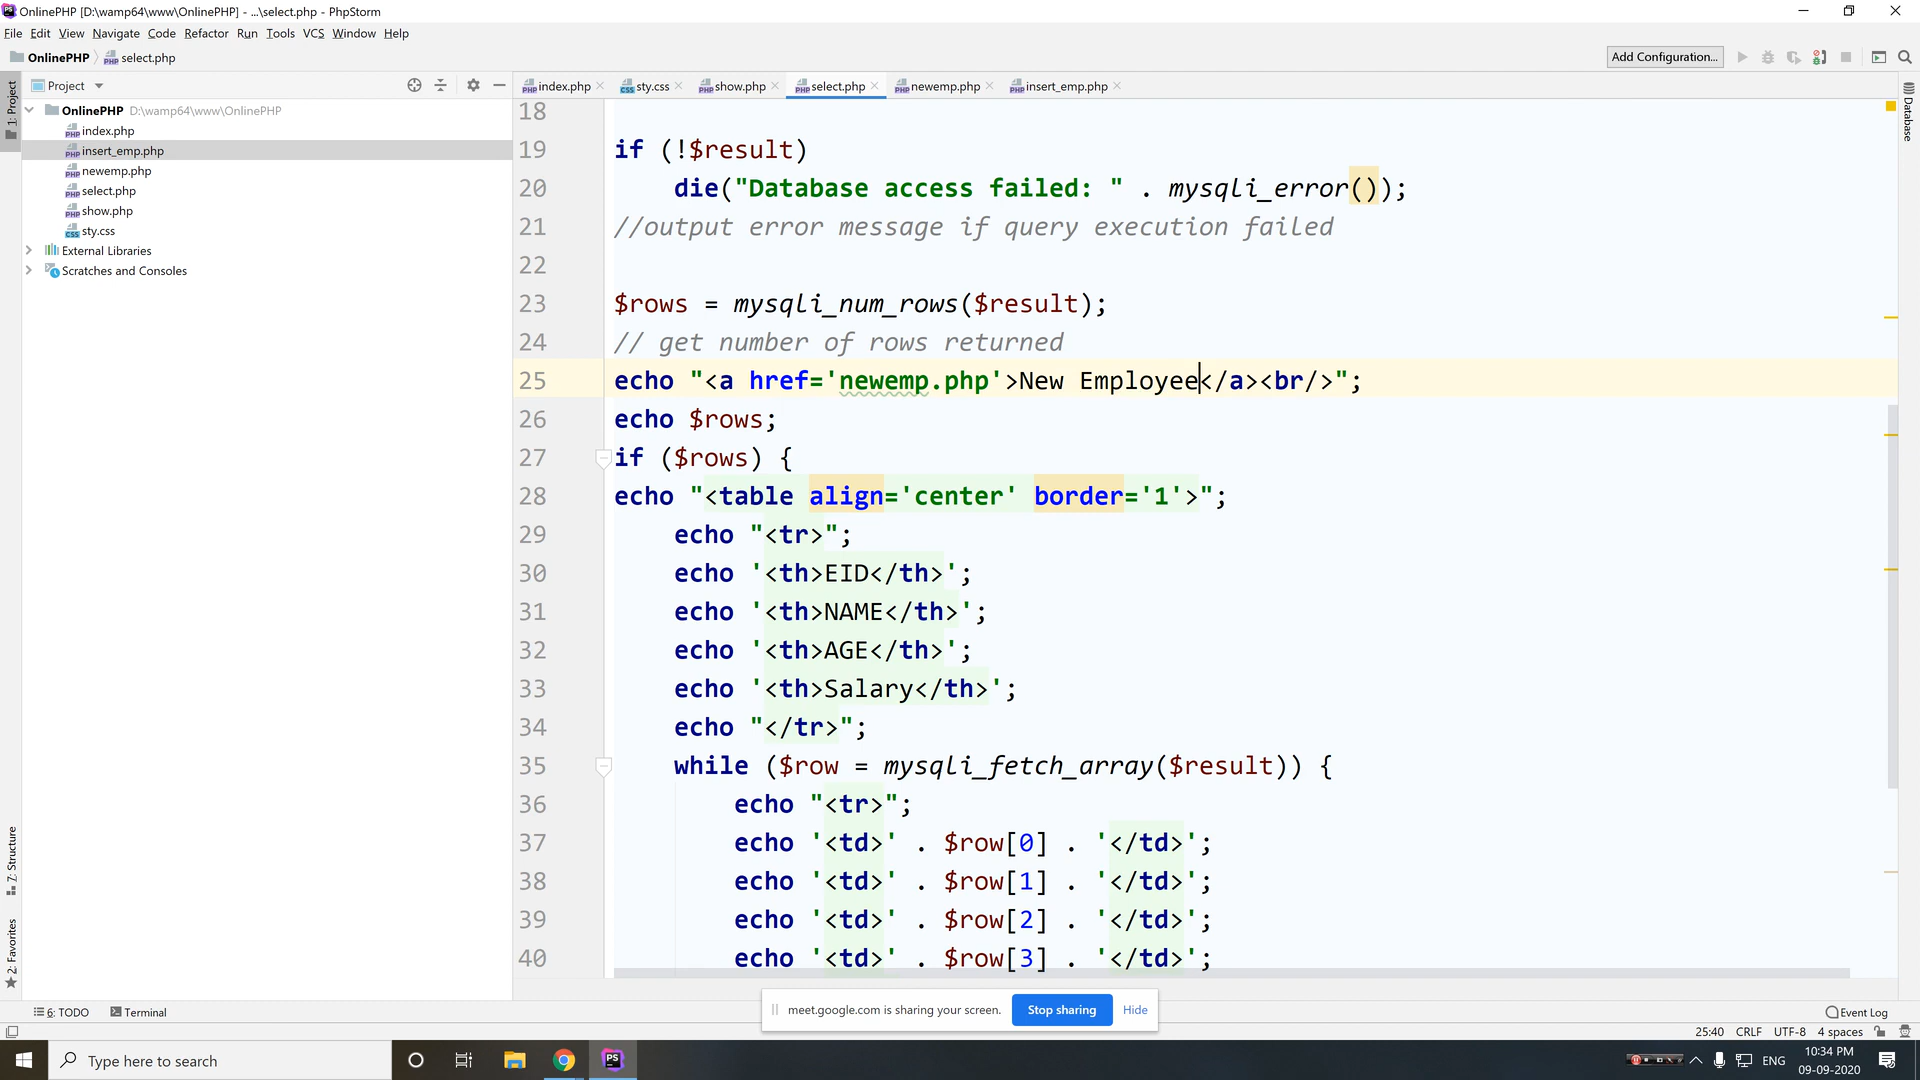 OnlinePHP [D:\wamp64\www\OnlinePHP] - ...\select.php - PhpStorm
File Edit View Navigate Code Refactor Run Tools VCS Window Help
OnlinePHP select.php Add Configuration...
Project index.php sty.css show.php select.php newemp.php insert_emp.php
1: Project
Database
OnlinePHP D:\wamp64\www\OnlinePHP
index.php
insert_emp.php
newemp.php
select.php
show.php
sty.css
External Libraries
Scratches and Consoles
18
19 if (!$result)
20 die("Database access failed: " . mysqli_error());
21 //output error message if query execution failed
22
23 $rows = mysqli_num_rows($result);
24 // get number of rows returned
25 echo "<a href='newemp.php'>New Employee</a><br/>";
26 echo $rows;
27 if ($rows) {
28 echo "<table align='center' border='1'>";
29 echo "<tr>";
30 echo '<th>EID</th>';
31 echo '<th>NAME</th>';
32 echo '<th>AGE</th>';
33 echo '<th>Salary</th>';
34 echo "</tr>";
35 while ($row = mysqli_fetch_array($result)) {
36 echo "<tr>";
37 echo '<td>' . $row[0] . '</td>';
38 echo '<td>' . $row[1] . '</td>';
39 echo '<td>' . $row[2] . '</td>';
40 echo '<td>' . $row[3] . '</td>';
7: Structure
2: Favorites
meet.google.com is sharing your screen. Stop sharing Hide
6: TODO Terminal Event Log
25:40 CRLF UTF-8 4 spaces
Type here to search
PS
ENG
10:34 PM
09-09-2020